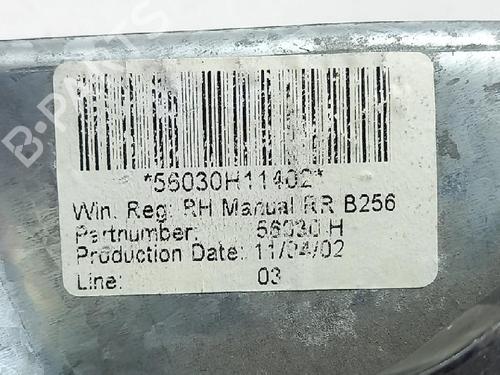 *56030H11402*
Win. Reg. RH Manual RR B256
Partnumber: 56030 H
Production Date: 11/04/02
Line: 03
B-PARTS